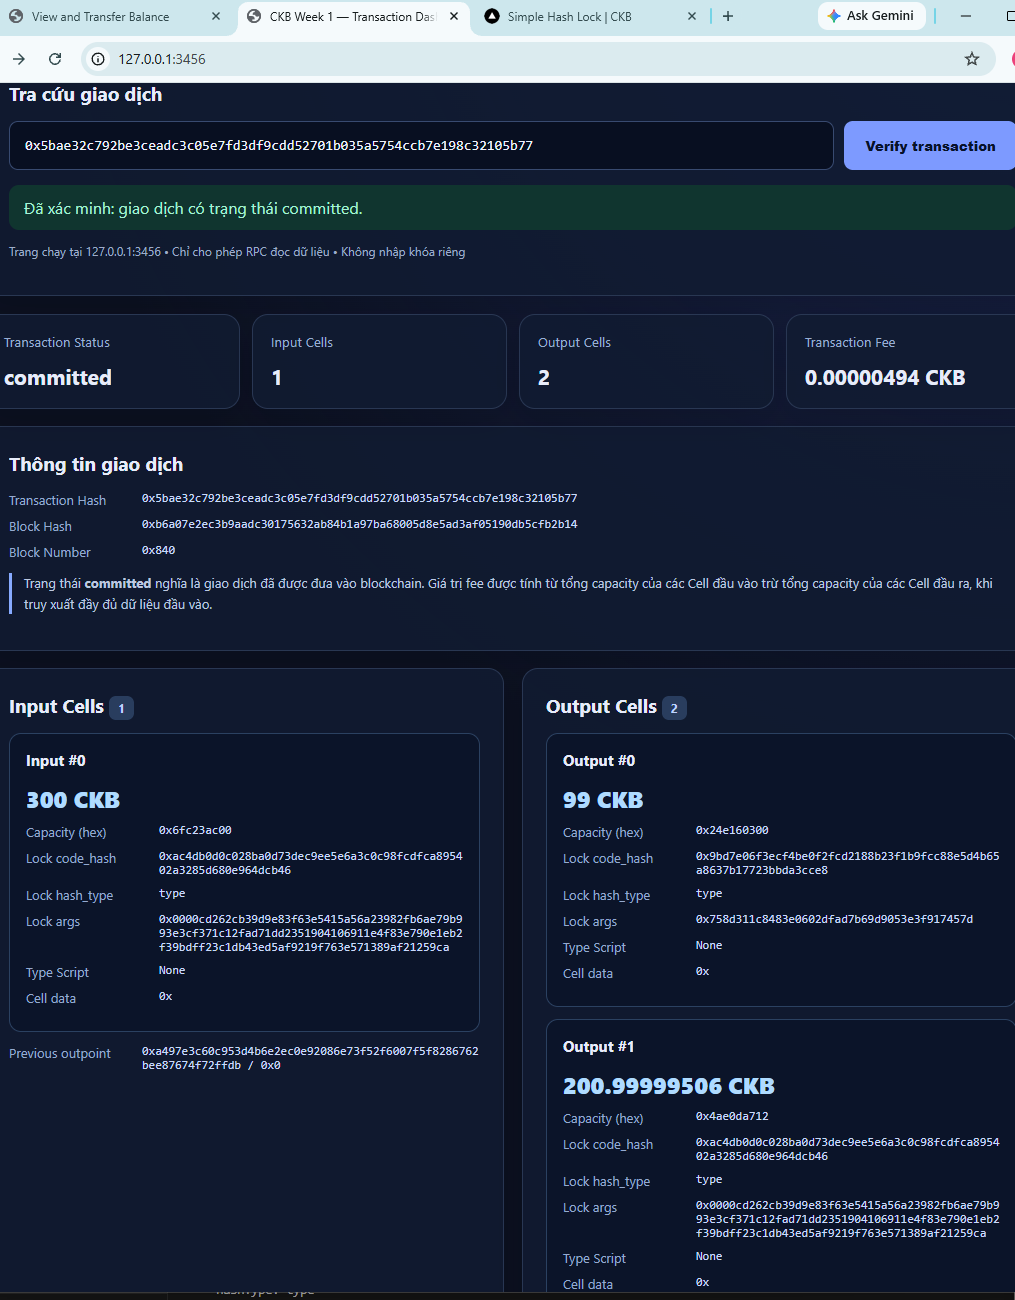 View and Transfer Balance
CKB Week 1 — Transaction Das
Simple Hash Lock | CKB
Ask Gemini
127.0.0.1:3456
Tra cứu giao dịch
0x5bae32c792be3ceadc3c05e7fd3df9cdd52701b035a5754ccb7e198c32105b77
Verify transaction
Đã xác minh: giao dịch có trạng thái committed.
Trang chạy tại 127.0.0.1:3456 • Chỉ cho phép RPC đọc dữ liệu • Không nhập khóa riêng
Transaction Status
committed
Input Cells
1
Output Cells
2
Transaction Fee
0.00000494 CKB
Thông tin giao dịch
Transaction Hash 0x5bae32c792be3ceadc3c05e7fd3df9cdd52701b035a5754ccb7e198c32105b77
Block Hash 0xb6a07e2ec3b9aadc30175632ab84b1a97ba68005d8e5ad3af05190db5cfb2b14
Block Number 0x840
Trạng thái committed nghĩa là giao dịch đã được đưa vào blockchain. Giá trị fee được tính từ tổng capacity của các Cell đầu vào trừ tổng capacity của các Cell đầu ra, khi
truy xuất đầy đủ dữ liệu đầu vào.
Input Cells 1
Input #0
300 CKB
Capacity (hex) 0x6fc23ac00
Lock code_hash 0xac4db0d0c028ba0d73dec9ee5e6a3c0c98fcdfca8954
02a3285d680e964dcb46
Lock hash_type type
Lock args 0x0000cd262cb39d9e83f63e5415a56a23982fb6ae79b9
93e3cf371c12fad71dd2351904106911e4f83e790e1eb2
f39bdff23c1db43ed5af9219f763e571389af21259ca
Type Script None
Cell data 0x
Previous outpoint 0xa497e3c60c953d4b6e2ec0e92086e73f52f6007f5f8286762
bee87674f72ffdb / 0x0
Output Cells 2
Output #0
99 CKB
Capacity (hex) 0x24e160300
Lock code_hash 0x9bd7e06f3ecf4be0f2fcd2188b23f1b9fcc88e5d4b65
a8637b17723bbda3cce8
Lock hash_type type
Lock args 0x758d311c8483e0602dfad7b69d9053e3f917457d
Type Script None
Cell data 0x
Output #1
200.99999506 CKB
Capacity (hex) 0x4ae0da712
Lock code_hash 0xac4db0d0c028ba0d73dec9ee5e6a3c0c98fcdfca8954
02a3285d680e964dcb46
Lock hash_type type
Lock args 0x0000cd262cb39d9e83f63e5415a56a23982fb6ae79b9
93e3cf371c12fad71dd2351904106911e4f83e790e1eb2
f39bdff23c1db43ed5af9219f763e571389af21259ca
Type Script None
Cell data 0x